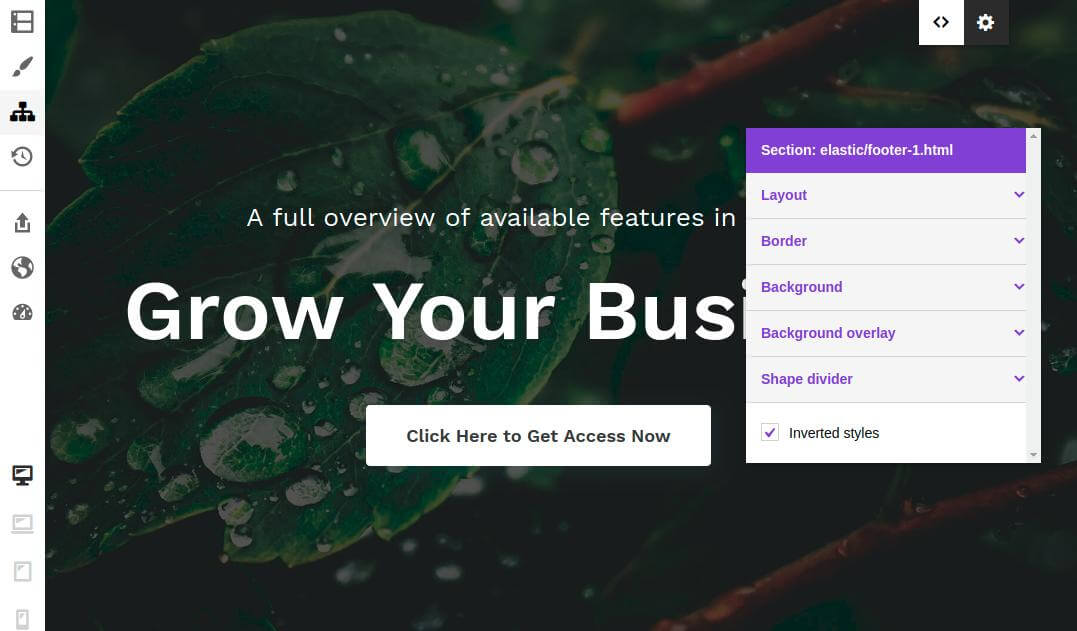 Section: elastic/footer-1.html
Layout
Border
Background
Background overlay
Shape divider
Inverted styles
A full overview of available features in
Grow Your Busi
Click Here to Get Access Now